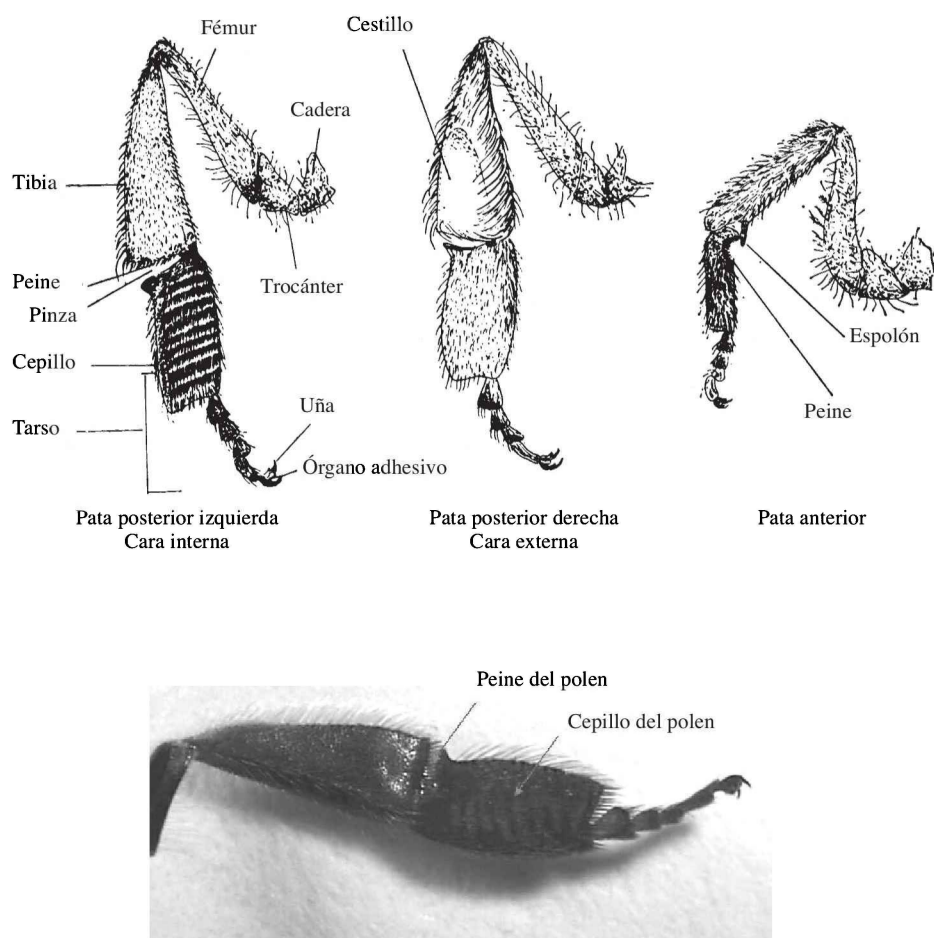 Fémur
Cestillo
Cadera
Tibia
Peine
Pinza
Trocánter
Cepillo
Tarso
Uña
Órgano adhesivo
Espolón
Peine
Pata posterior izquierda
Cara interna
Pata posterior derecha
Cara externa
Pata anterior
Peine del polen
Cepillo del polen